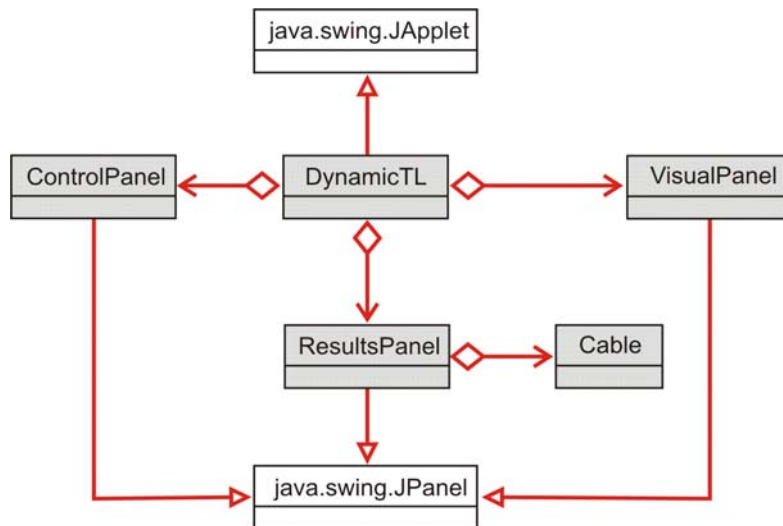 java.swing.JApplet
ControlPanel
DynamicTL
VisualPanel
ResultsPanel
Cable
java.swing.JPanel